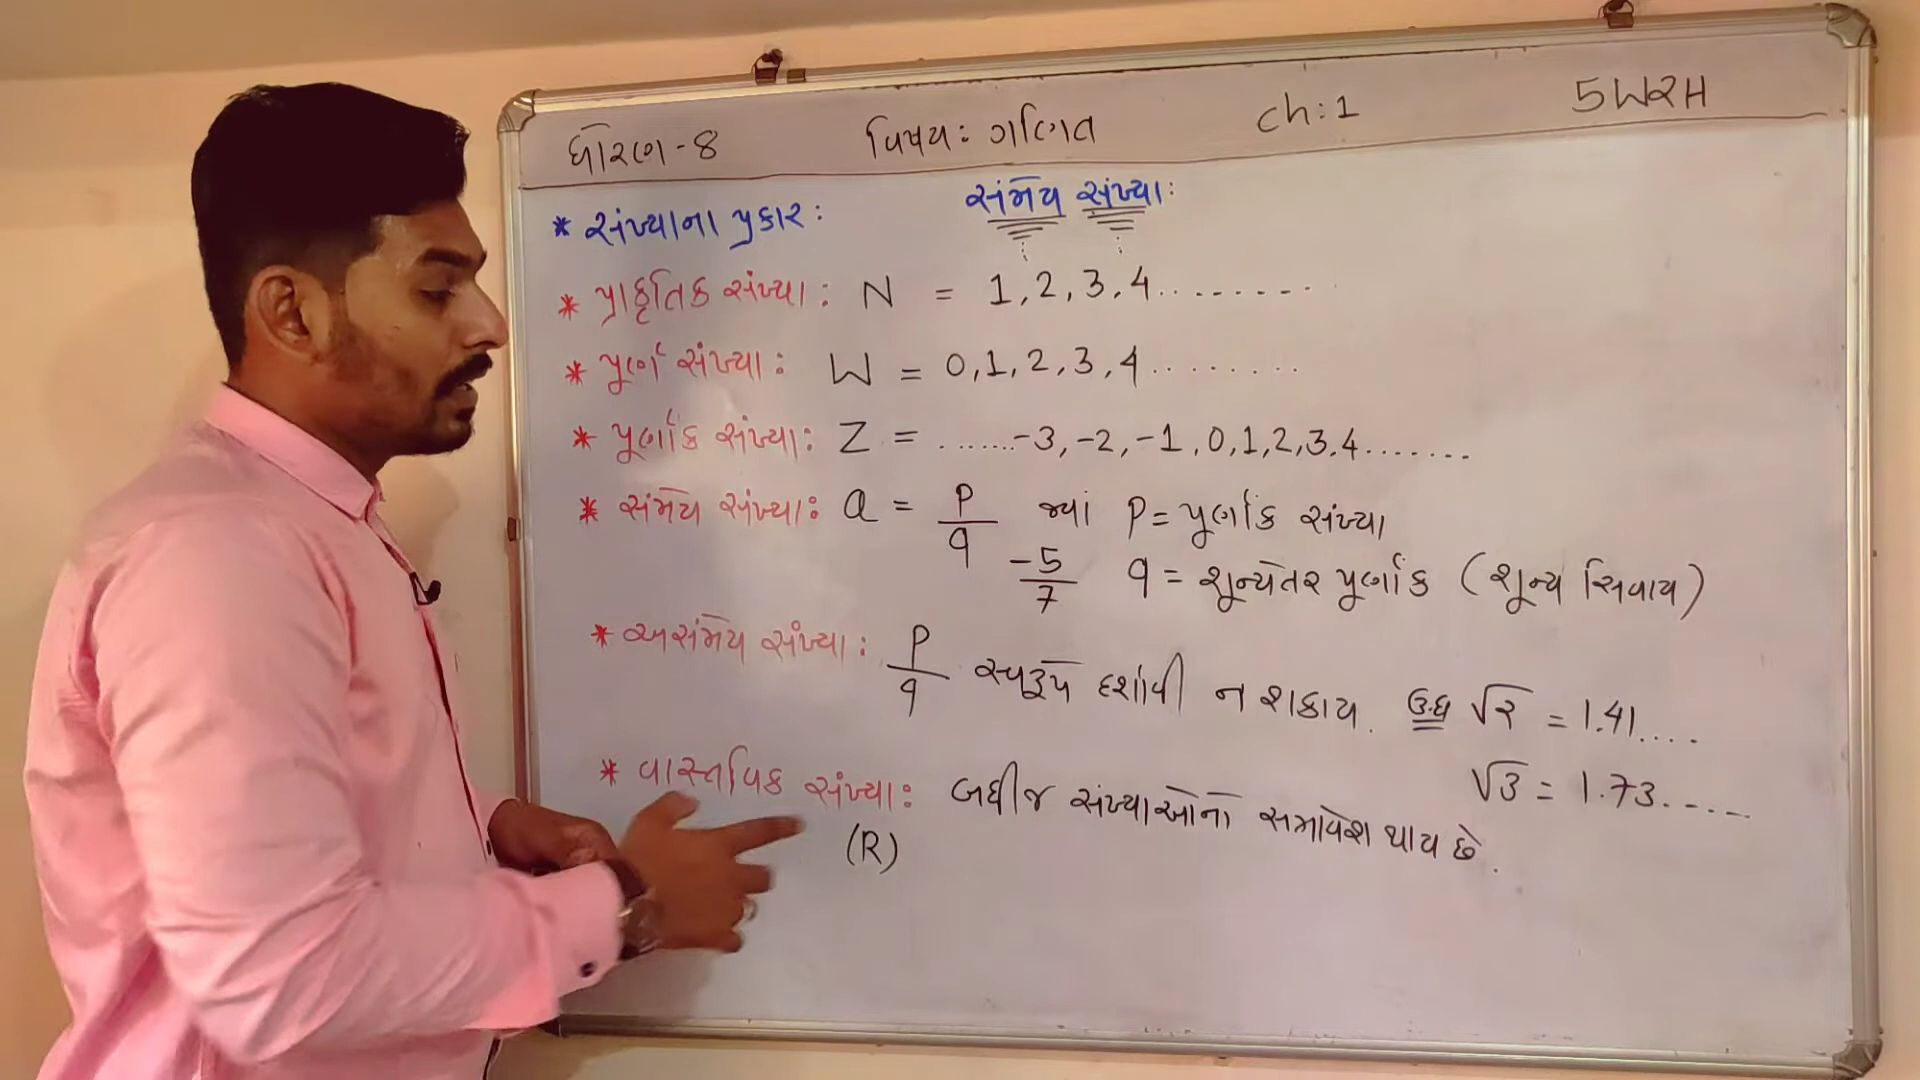 ધોરણ-8 વિષય: ગણિત ch:1 5W2H
સંમેય સંખ્યા:
* સંખ્યાના પ્રકાર:
* પ્રાકૃતિક સંખ્યા: N = 1,2,3,4.........
* પૂર્ણ સંખ્યા: W = 0,1,2,3,4........
* પૂર્ણાંક સંખ્યા: Z = ......-3,-2,-1,0,1,2,3,4.......
* સંમેય સંખ્યા: Q = p/q જ્યાં p = પૂર્ણાંક સંખ્યા
-5/7 q = શૂન્યેતર પૂર્ણાંક (શૂન્ય સિવાય)
* અસંમેય સંખ્યા: p/q સ્વરૂપે દર્શાવી ન શકાય. ઉ.દા √2 = 1.41....
√3 = 1.73.....
* વાસ્તવિક સંખ્યા: બધીજ સંખ્યાઓનો સમાવેશ થાય છે.
(R)